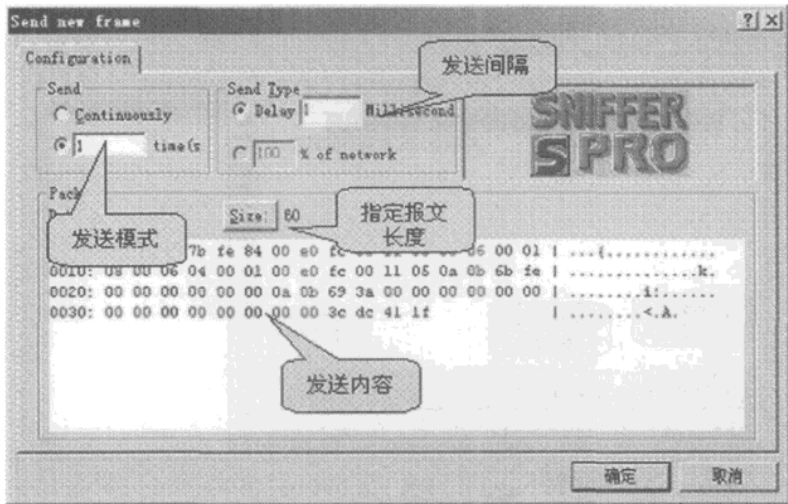 Send new frame
Configuration
发送间隔
Send
Continuously
1 time(s
Send Type
Delay 1 Millisecond
100 % of network
SNIFFER
PRO
Size: 60
发送模式
指定报文
长度
7b fe 84 00 e0 fc 06 00 01
0010: 08 00 06 04 00 01 00 e0 fc 00 11 05 0a 0b 6b fe | ..............k.
0020: 00 00 00 00 00 00 0a 0b 69 3a 00 00 00 00 00 00 | ........i:......
0030: 00 00 00 00 00 00 00 00 3c dc 41 1f | ........<.A.
发送内容
确定
取消